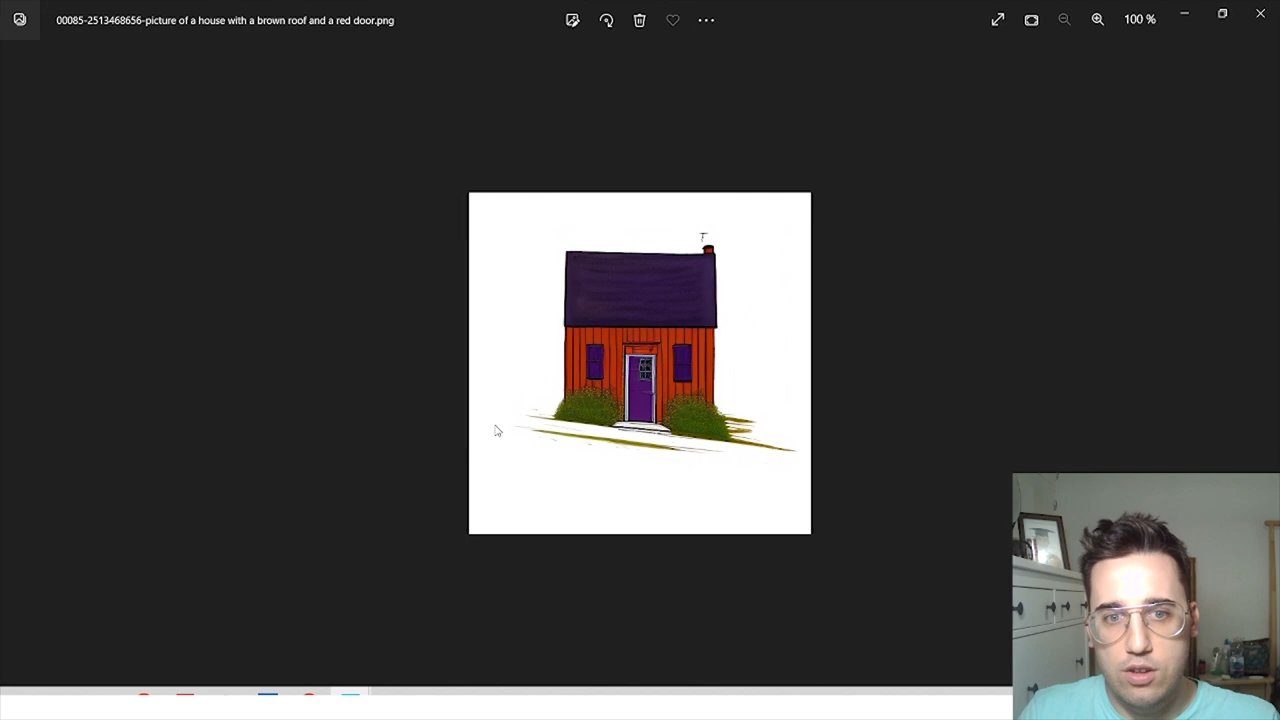 00085-2513468656-picture of a house with a brown roof and a red door.png
100 %